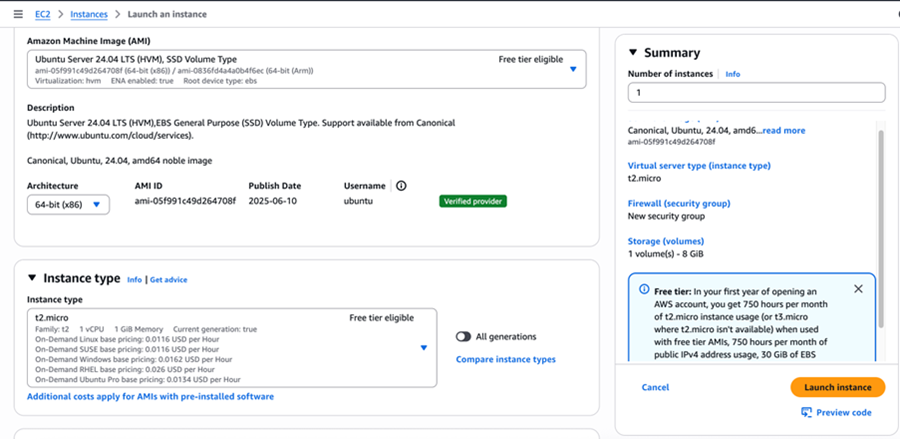 EC2 > Instances > Launch an instance
Amazon Machine Image (AMI)
Ubuntu Server 24.04 LTS (HVM), SSD Volume Type
Free tier eligible
ami-05f991c49d264708f (64-bit (x86)) / ami-0836fd4a4a0b4f6ec (64-bit (Arm))
Virtualization: hvm ENA enabled: true Root device type: ebs
Description
Ubuntu Server 24.04 LTS (HVM),EBS General Purpose (SSD) Volume Type. Support available from Canonical
(http://www.ubuntu.com/cloud/services).
Canonical, Ubuntu, 24.04, amd64 noble image
Architecture AMI ID Publish Date Username
64-bit (x86) ami-05f991c49d264708f 2025-06-10 ubuntu Verified provider
Instance type Info | Get advice
Instance type
t2.micro Free tier eligible
Family: t2 1 vCPU 1 GiB Memory Current generation: true
On-Demand Linux base pricing: 0.0116 USD per Hour
On-Demand SUSE base pricing: 0.0116 USD per Hour
On-Demand Windows base pricing: 0.0162 USD per Hour
On-Demand RHEL base pricing: 0.026 USD per Hour
On-Demand Ubuntu Pro base pricing: 0.0134 USD per Hour
All generations
Compare instance types
Additional costs apply for AMIs with pre-installed software
Summary
Number of instances Info
1
Canonical, Ubuntu, 24.04, amd6...read more
ami-05f991c49d264708f
Virtual server type (instance type)
t2.micro
Firewall (security group)
New security group
Storage (volumes)
1 volume(s) - 8 GiB
Free tier: In your first year of opening an
AWS account, you get 750 hours per month
of t2.micro instance usage (or t3.micro
where t2.micro isn't available) when used
with free tier AMIs, 750 hours per month of
public IPv4 address usage, 30 GiB of EBS
Cancel
Launch instance
Preview code